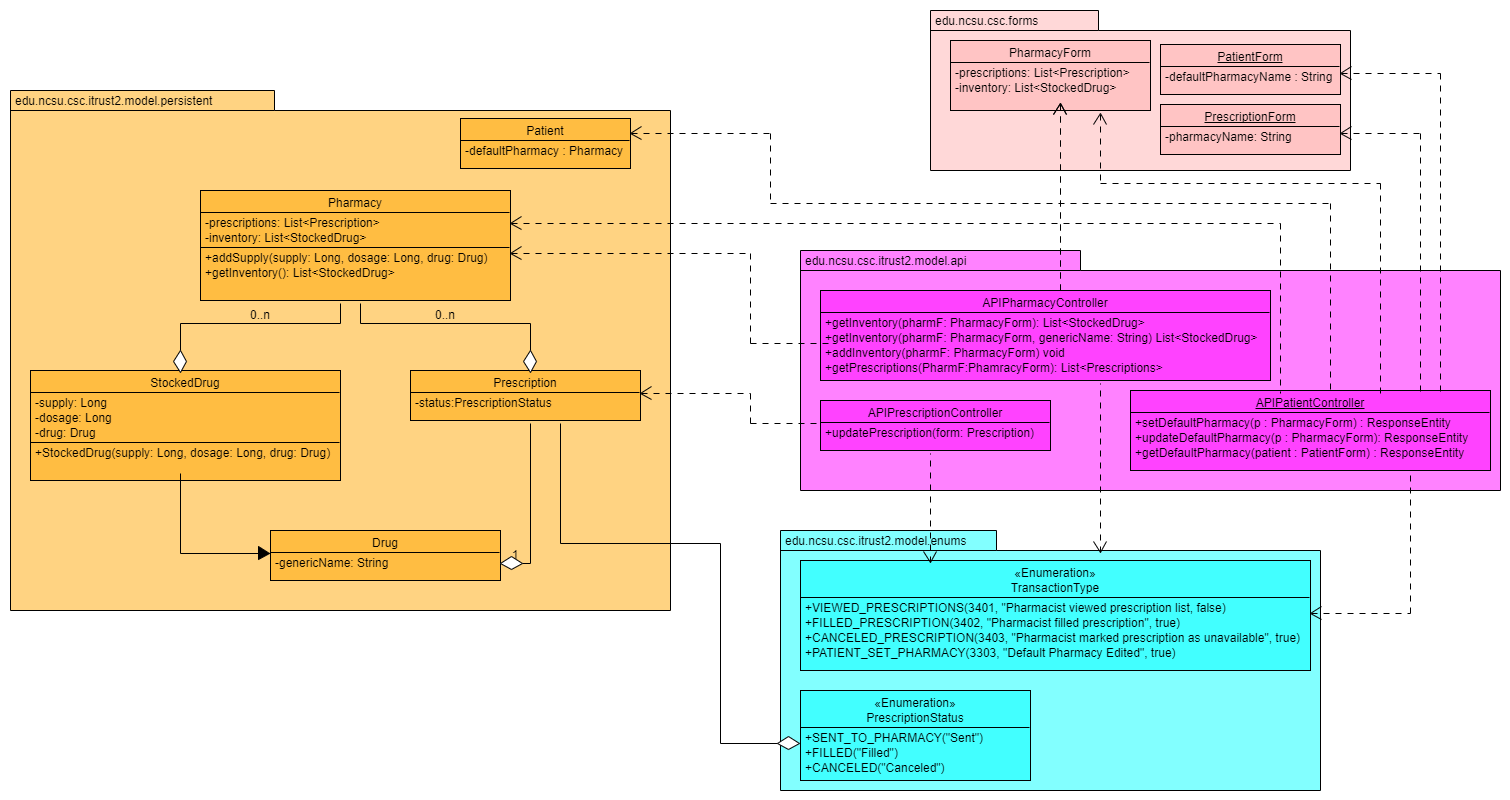 edu.ncsu.csc.forms
PharmacyForm
-prescriptions: List<Prescription>
-inventory: List<StockedDrug>
PatientForm
-defaultPharmacyName : String
PrescriptionForm
-pharmacyName: String
edu.ncsu.csc.itrust2.model.persistent
Patient
-defaultPharmacy : Pharmacy
Pharmacy
-prescriptions: List<Prescription>
-inventory: List<StockedDrug>
+addSupply(supply: Long, dosage: Long, drug: Drug)
+getInventory(): List<StockedDrug>
0..n
0..n
StockedDrug
-supply: Long
-dosage: Long
-drug: Drug
+StockedDrug(supply: Long, dosage: Long, drug: Drug)
Prescription
-status:PrescriptionStatus
Drug
-genericName: String
1
edu.ncsu.csc.itrust2.model.api
APIPharmacyController
+getInventory(pharmF: PharmacyForm): List<StockedDrug>
+getInventory(pharmF: PharmacyForm, genericName: String) List<StockedDrug>
+addInventory(pharmF: PharmacyForm) void
+getPrescriptions(PharmF:PhamracyForm): List<Prescriptions>
APIPrescriptionController
+updatePrescription(form: Prescription)
APIPatientController
+setDefaultPharmacy(p : PharmacyForm) : ResponseEntity
+updateDefaultPharmacy(p : PharmacyForm): ResponseEntity
+getDefaultPharmacy(patient : PatientForm) : ResponseEntity
edu.ncsu.csc.itrust2.model.enums
«Enumeration»
TransactionType
+VIEWED_PRESCRIPTIONS(3401, "Pharmacist viewed prescription list, false)
+FILLED_PRESCRIPTION(3402, "Pharmacist filled prescription", true)
+CANCELED_PRESCRIPTION(3403, "Pharmacist marked prescription as unavailable", true)
+PATIENT_SET_PHARMACY(3303, "Default Pharmacy Edited", true)
«Enumeration»
PrescriptionStatus
+SENT_TO_PHARMACY("Sent")
+FILLED("Filled")
+CANCELED("Canceled")